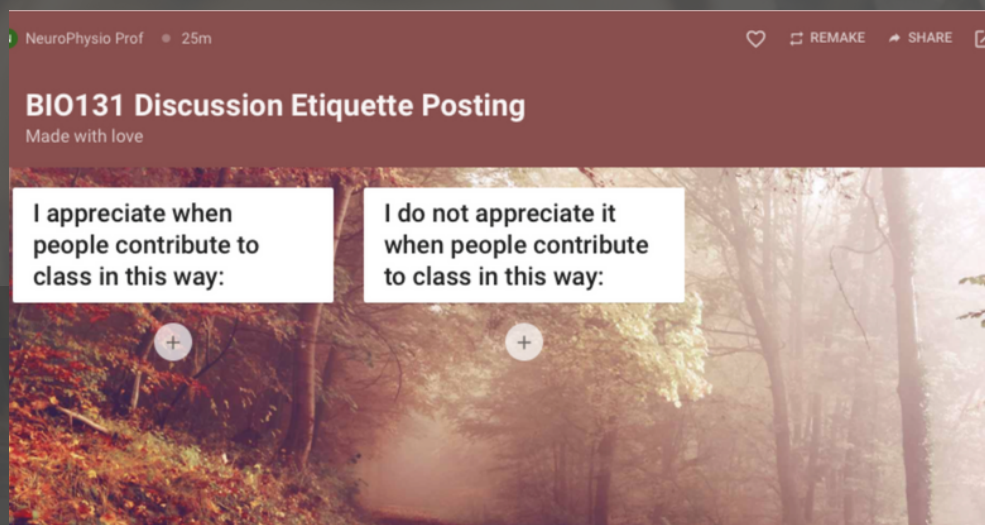 NeuroPhysio Prof 25m
REMAKE SHARE
BIO131 Discussion Etiquette Posting
Made with love
I appreciate when
people contribute to
class in this way:
I do not appreciate it
when people contribute
to class in this way: